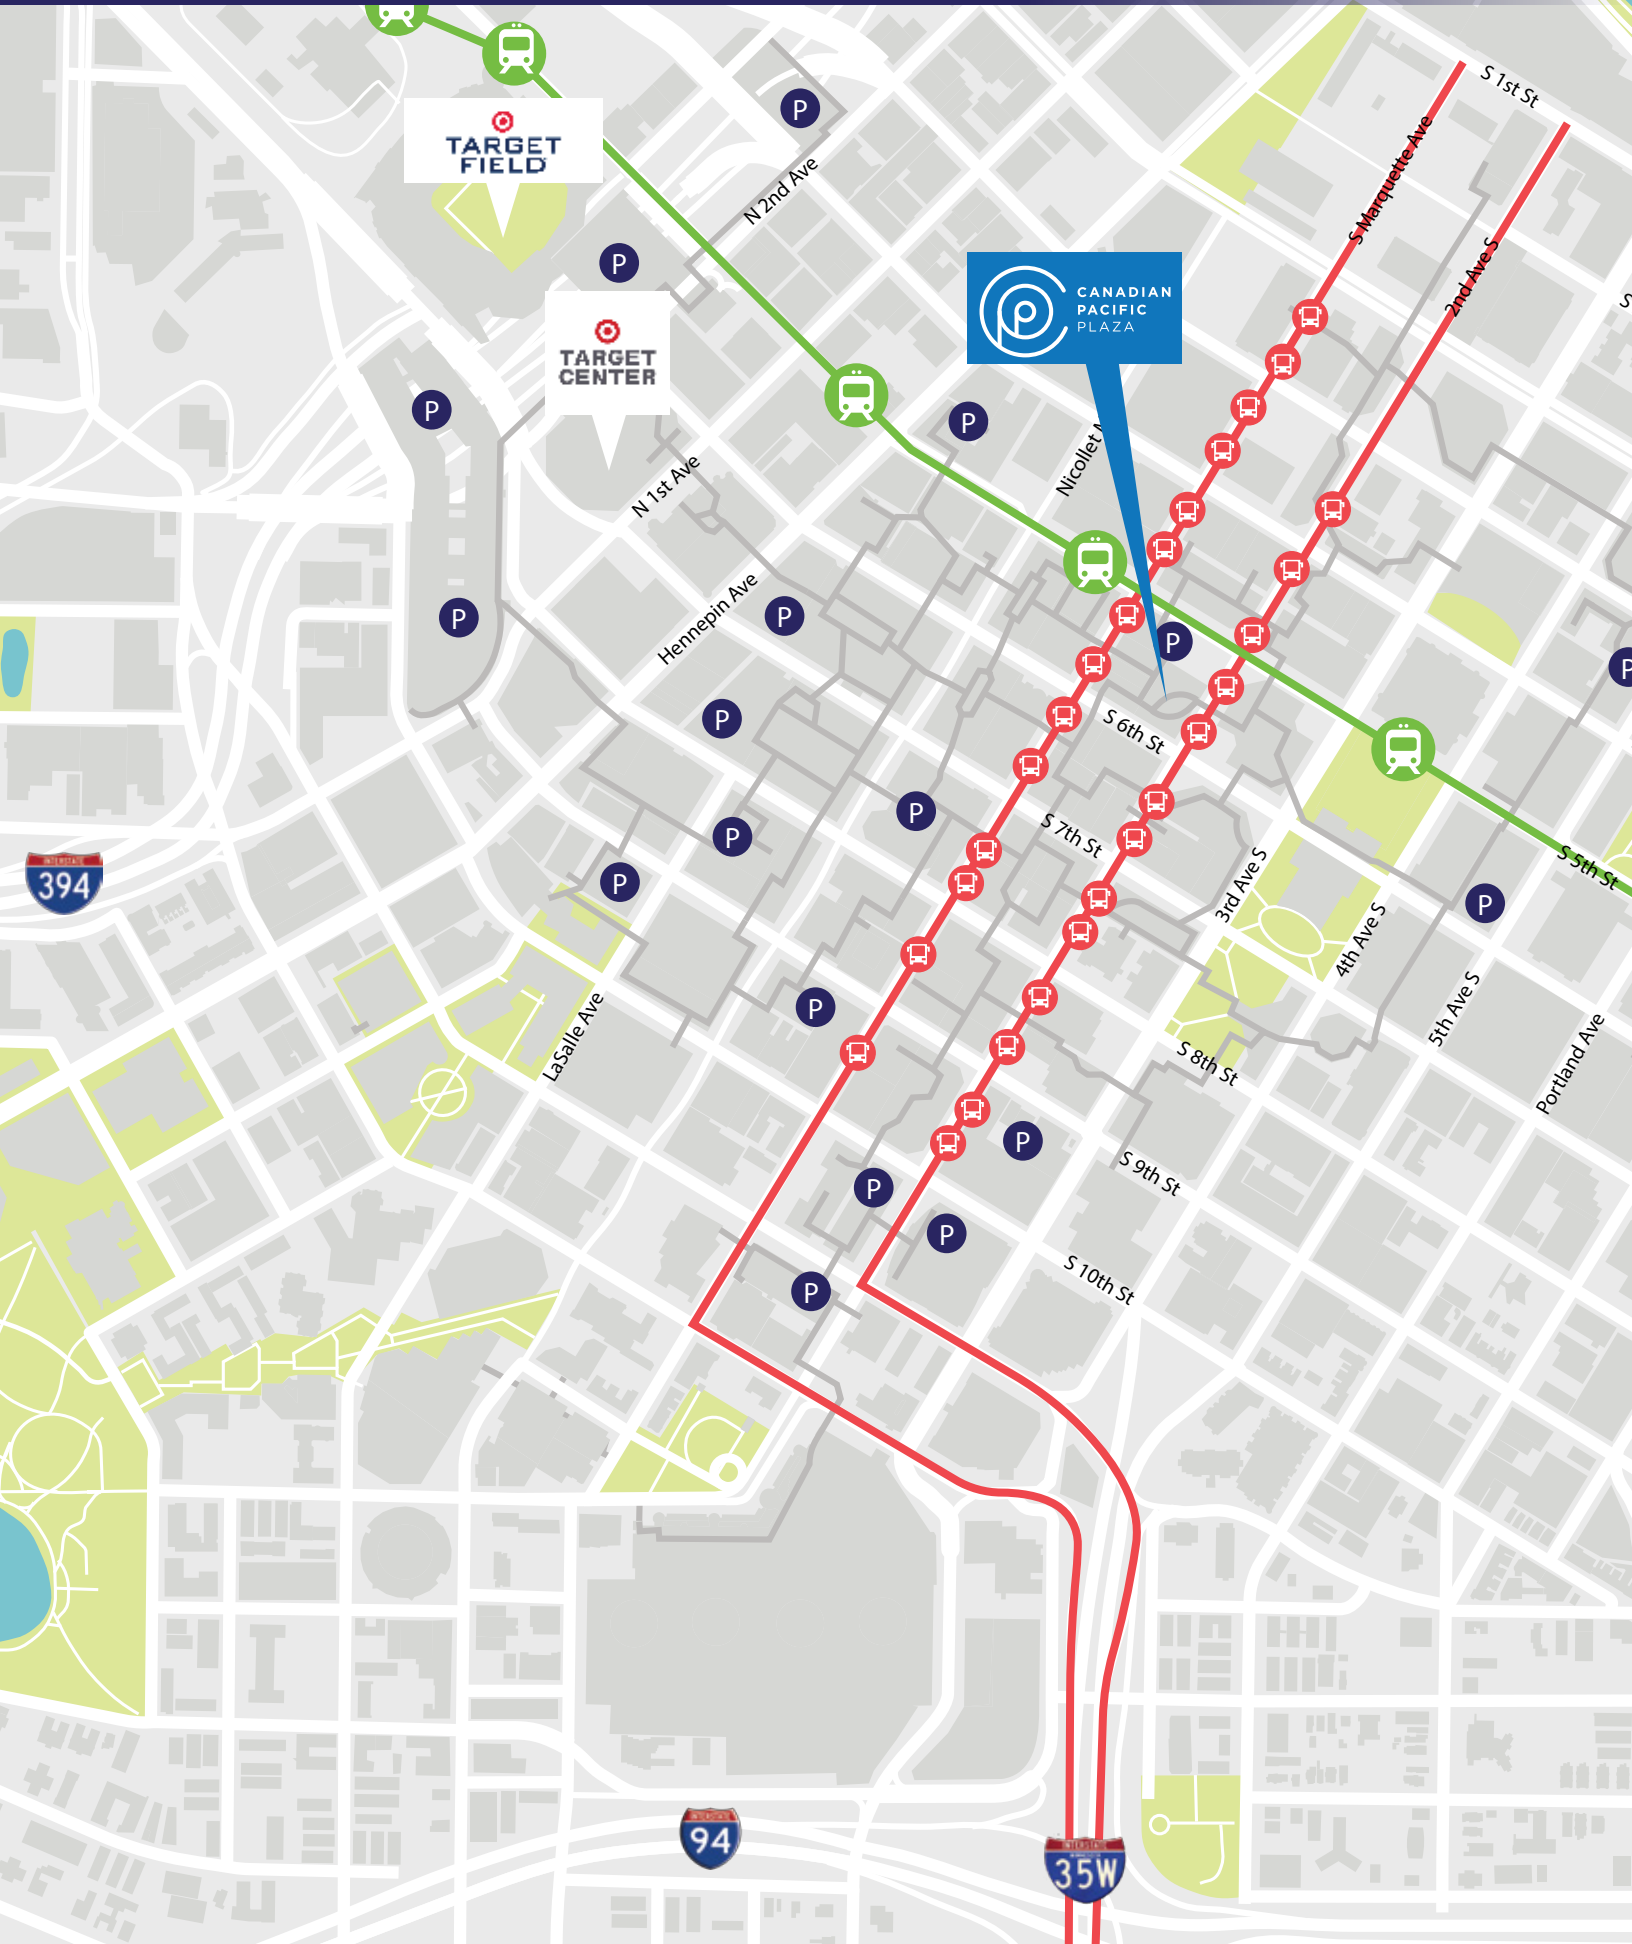 S 1st St
TARGET
FIELD
P
N 2nd Ave
S Marquette Ave
2nd Ave S
P
CANADIAN
PACIFIC
PLAZA
S
TARGET
CENTER
P
P
Nicollet
N 1st Ave
Hennepin Ave
P
P
P
P
P
S 6th St
P
P
S 7th St
S 5th St
INTERSTATE
394
P
3rd Ave S
P
4th Ave S
LaSalle Ave
P
5th Ave S
Portland Ave
S 8th St
P
S 9th St
P
P
S 10th St
P
94
35W